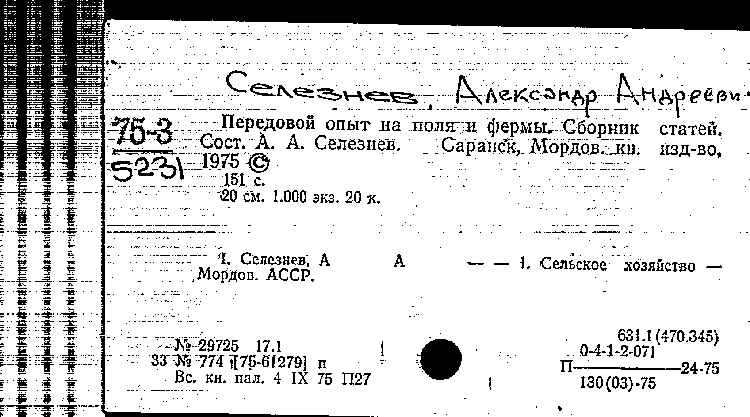 Селезнев, Александр Андреевич
75-3
5231
Передовой опыт на поля и фермы. Сборник статей.
Сост. А. А. Селезнев. Саранск, Мордов. кн. изд-во,
1975 ©
151 с.
20 см. 1.000 экз. 20 к.
1. Селезнев, А А — — 1. Сельское хозяйство —
Мордов. АССР.
№ 29725 17.1
33 № 774 [75-61279] п
Вс. кн. пал. 4 IX 75 П27
631.1(470.345)
0-4-1-2-071
П 24-75
130(03)-75